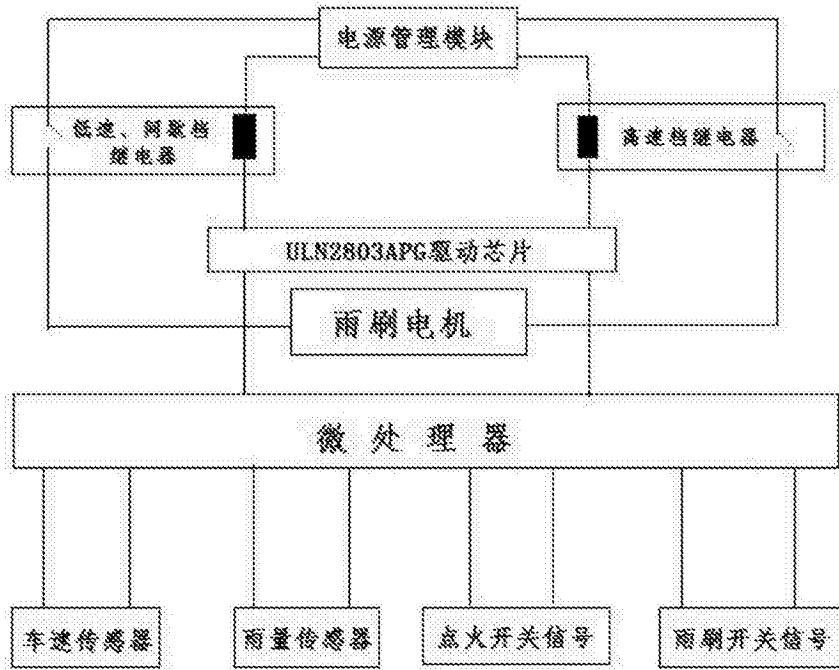 电源管理模块
低速、间歇档
继电器
高速档继电器
ULN2803APG驱动芯片
雨刷电机
微处理器
车速传感器
雨量传感器
点火开关信号
雨刷开关信号